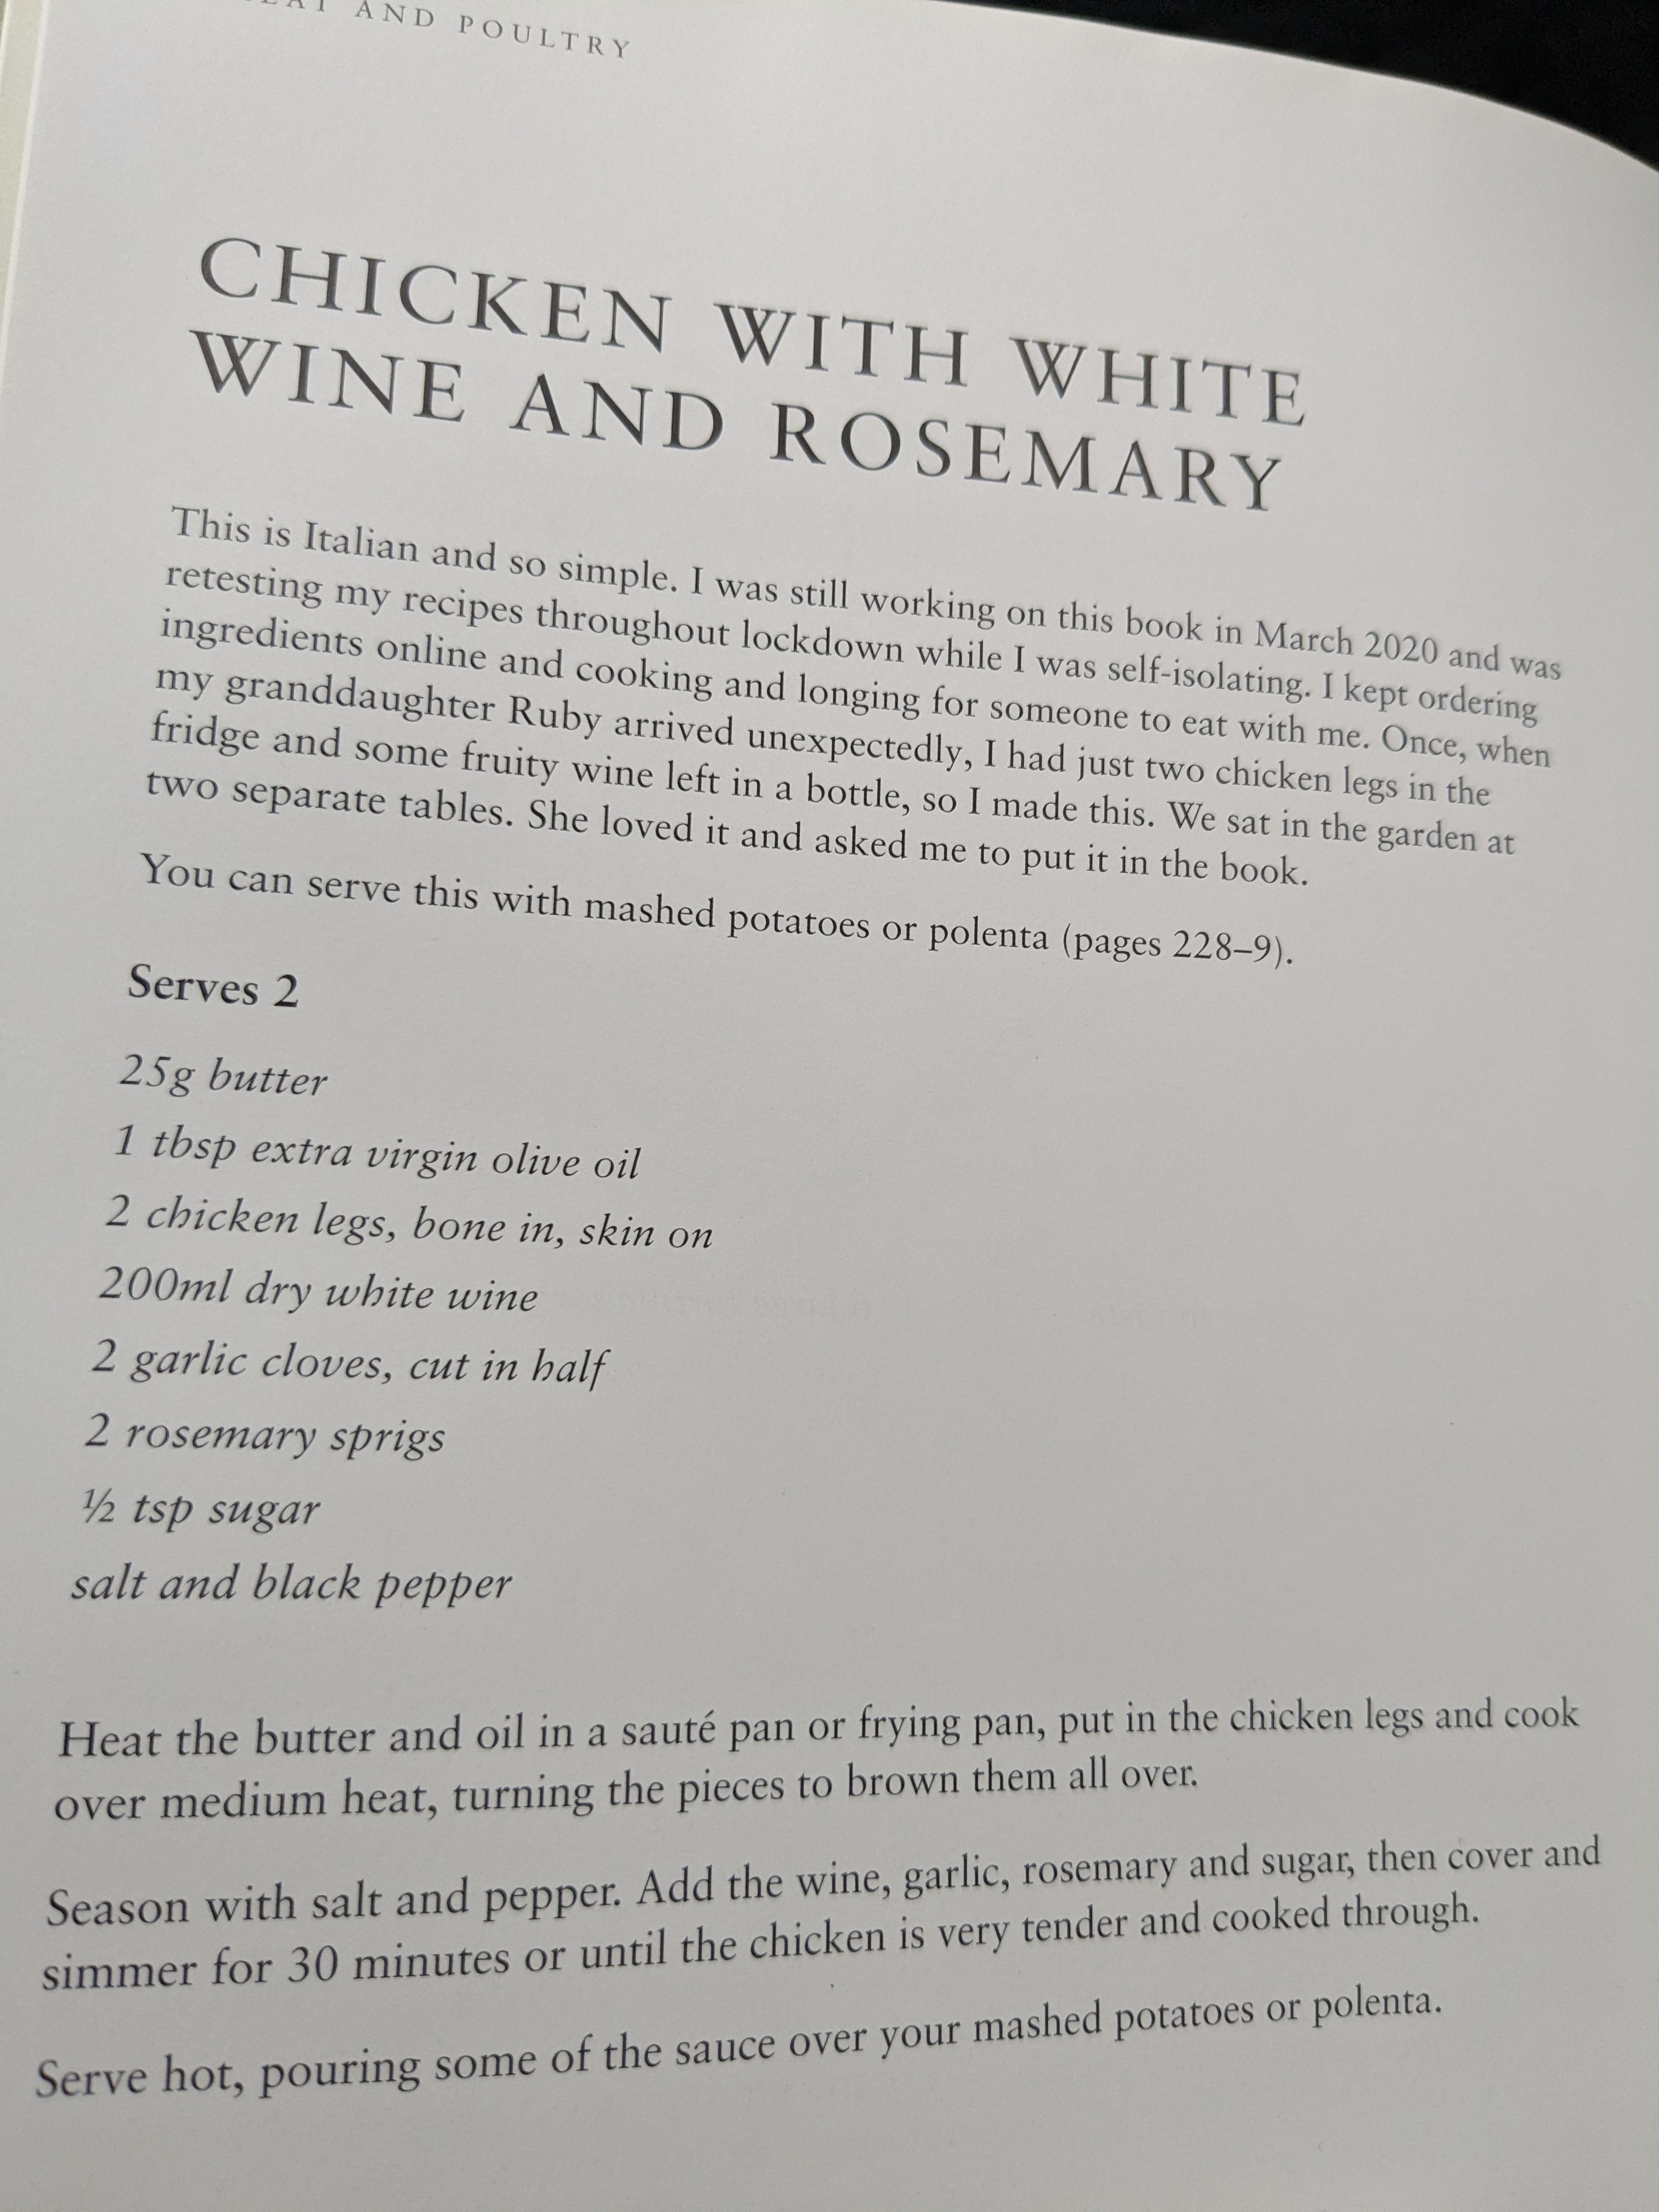 AND POULTRY
CHICKEN WITH WHITE
WINE AND ROSEMARY
This is Italian and so simple. I was still working on this book in March 2020 and was
retesting my recipes throughout lockdown while I was self-isolating. I kept ordering
ingredients online and cooking and longing for someone to eat with me. Once, when
my granddaughter Ruby arrived unexpectedly, I had just two chicken legs in the
fridge and some fruity wine left in a bottle, so I made this. We sat in the garden at
two separate tables. She loved it and asked me to put it in the book.
You can serve this with mashed potatoes or polenta (pages 228–9).
Serves 2
25g butter
1 tbsp extra virgin olive oil
2 chicken legs, bone in, skin on
200ml dry white wine
2 garlic cloves, cut in half
2 rosemary sprigs
½ tsp sugar
salt and black pepper
Heat the butter and oil in a sauté pan or frying pan, put in the chicken legs and cook
over medium heat, turning the pieces to brown them all over.
Season with salt and pepper. Add the wine, garlic, rosemary and sugar, then cover and
simmer for 30 minutes or until the chicken is very tender and cooked through.
Serve hot, pouring some of the sauce over your mashed potatoes or polenta.